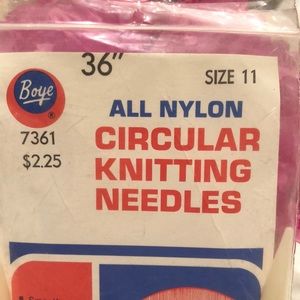 36" SIZE 11
Boye
®
7361
$2.25
ALL NYLON
CIRCULAR
KNITTING
NEEDLES